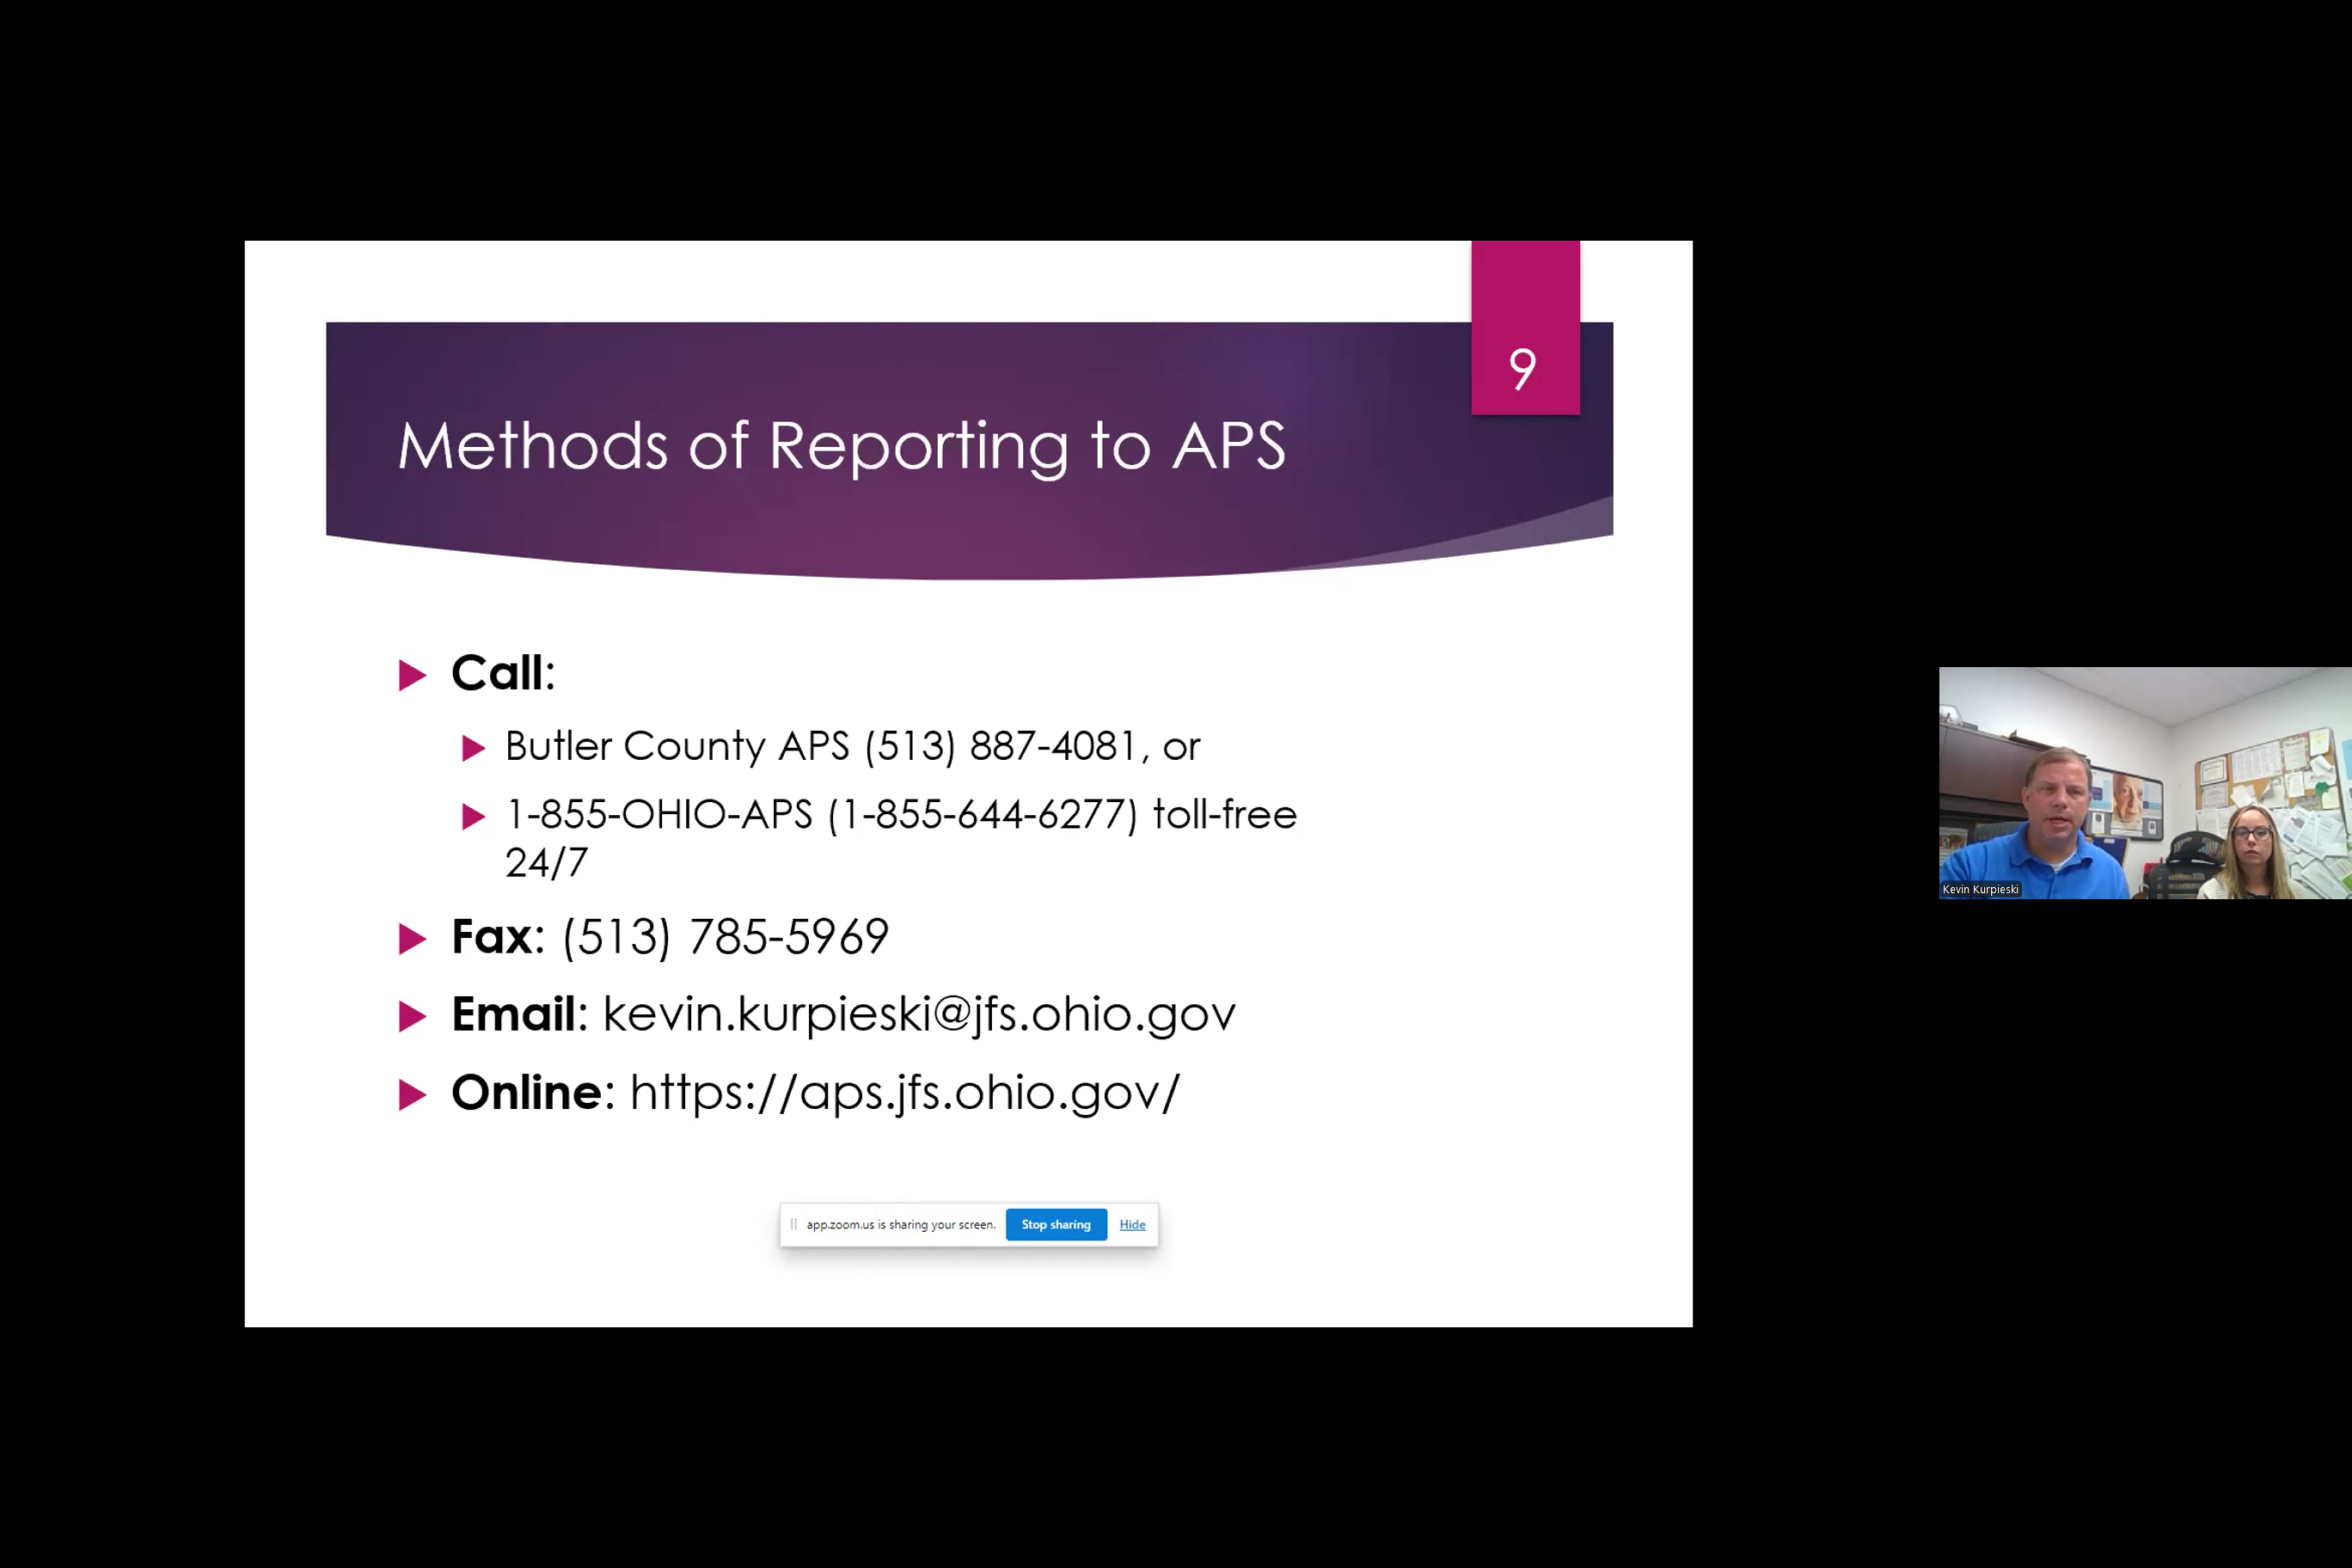 9
Methods of Reporting to APS
Call:
Butler County APS (513) 887-4081, or
1-855-OHIO-APS (1-855-644-6277) toll-free
24/7
Fax: (513) 785-5969
Email: kevin.kurpieski@jfs.ohio.gov
Online: https://aps.jfs.ohio.gov/
app.zoom.us is sharing your screen. Stop sharing Hide
Kevin Kurpieski